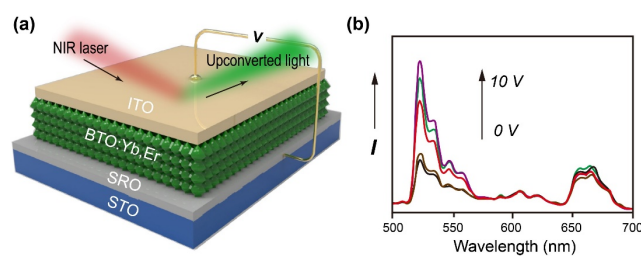 (a)
V
NIR laser
Upconverted light
ITO
BTO:Yb,Er
SRO
STO
(b)
I
10 V
0 V
500 550 600 650 700
Wavelength (nm)